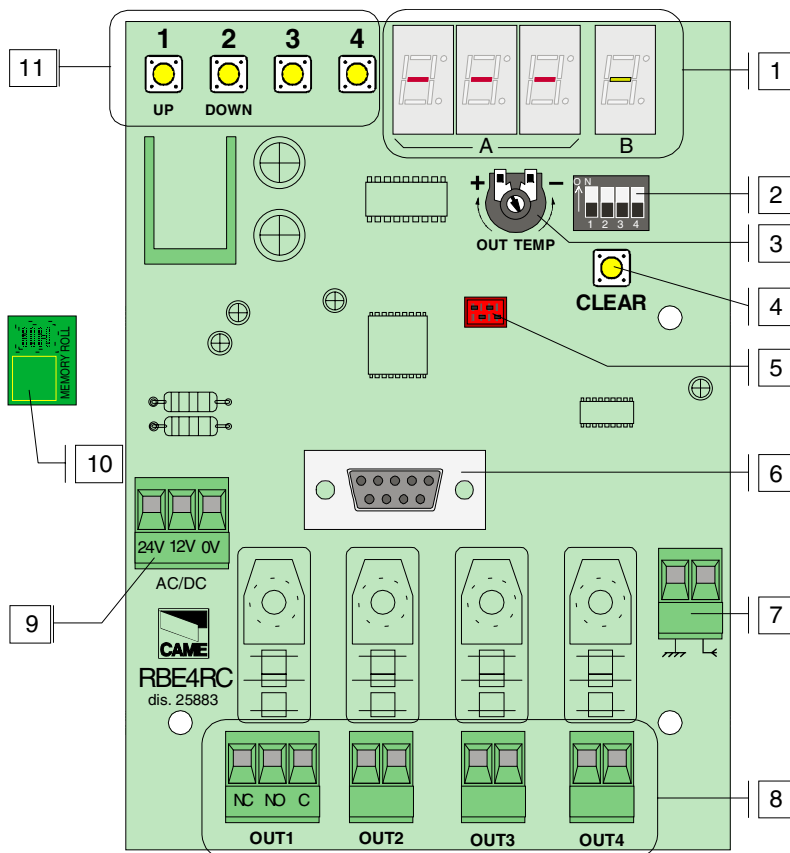 1 2 3 4
UP DOWN
11
A B
1
+ −
ON
1 2 3 4
2
OUT TEMP
3
CLEAR
4
5
MEMORY ROLL
10
6
24V 12V 0V
AC/DC
9
7
CAME
RBE4RC
dis. 25883
NC NO C
8
OUT1 OUT2 OUT3 OUT4